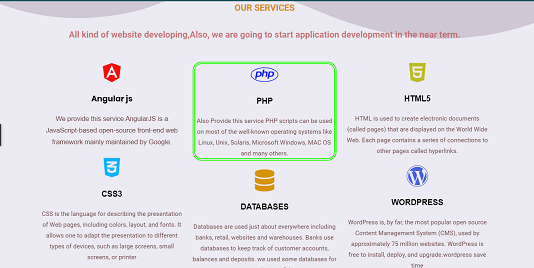 OUR SERVICES
All kind of website developing,Also, we are going to start application development in the near term.
Angular js
We provide this service AngularJS is a
JavaScript-based open-source front-end web
framework mainly maintained by Google.
php
PHP
Also Provide this service PHP scripts can be used
on most of the well-known operating systems like
Linux, Unix, Solaris, Microsoft Windows, MAC OS
and many others.
HTML5
HTML is used to create electronic documents
(called pages) that are displayed on the World Wide
Web. Each page contains a series of connections to
other pages called hyperlinks.
CSS3
CSS is the language for describing the presentation
of Web pages, including colors, layout, and fonts. It
allows one to adapt the presentation to different
types of devices, such as large screens, small
screens, or printer
DATABASES
Databases are used just about everywhere including
banks, retail, websites and warehouses. Banks use
databases to keep track of customer accounts,
balances and deposits. we used some databases for
WORDPRESS
WordPress is, by far, the most popular open source
Content Management System (CMS), used by
approximately 75 million websites. WordPress is
free to install, deploy, and upgrade.wordpress save
time